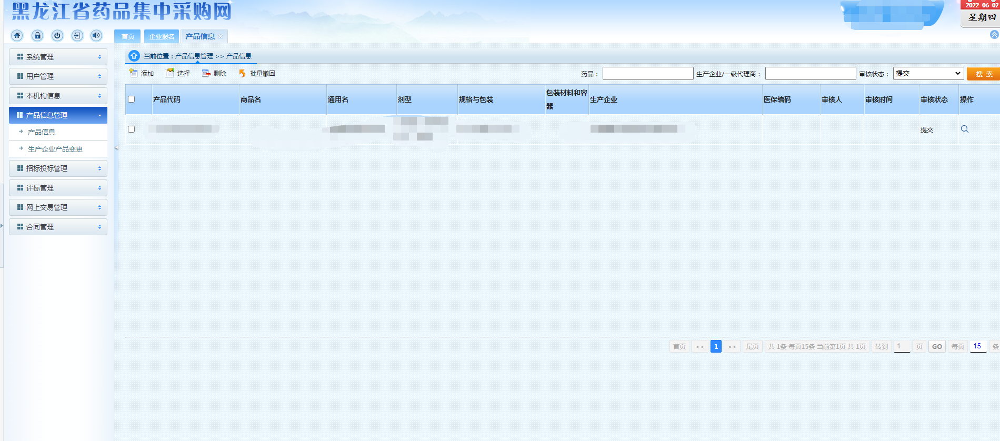 黑龙江省药品集中采购网
2022-06-02
星期四
首页 企业报名 产品信息
系统管理
用户管理
本机构信息
产品信息管理
产品信息
生产企业产品变更
招标投标管理
评标管理
网上交易管理
合同管理
当前位置：产品信息管理 >> 产品信息
添加 选择 删除 批量撤回 药品： 生产企业/一级代理商： 审核状态： 提交 搜 索
产品代码 商品名 通用名 剂型 规格与包装 包装材料和容器 生产企业 医保编码 审核人 审核时间 审核状态 操作
提交
首页 << 1 >> 尾页 共 1条 每页15条 当前第1页 共 1页 转到 1 页 GO 每页 15 条